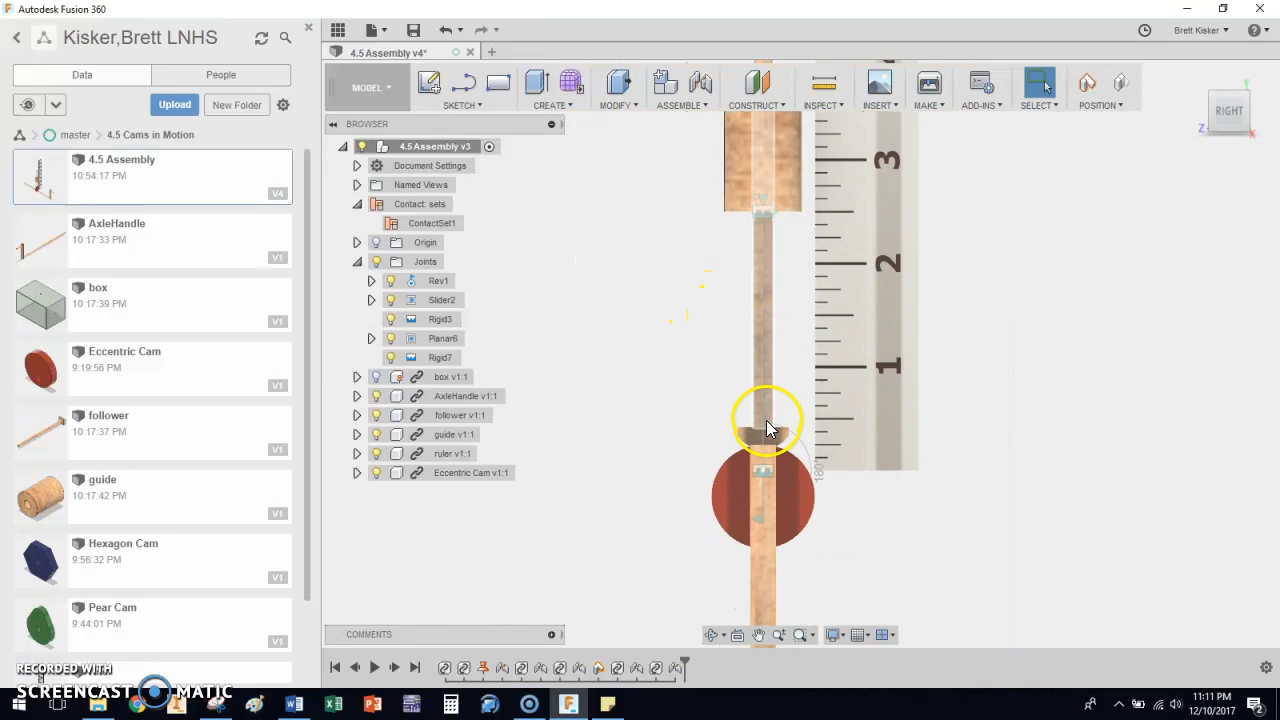 Autodesk Fusion 360
Kisker,Brett LNHS
Data
People
Upload
New Folder
master > 4.5 Cams in Motion
4.5 Assembly
10:54:17 PM
V4
AxleHandle
10:17:33 PM
V1
box
10:17:39 PM
V1
Eccentric Cam
9:19:56 PM
V1
follower
10:17:37 PM
V1
guide
10:17:42 PM
V1
Hexagon Cam
9:56:32 PM
V1
Pear Cam
9:44:01 PM
V1
4.5 Assembly v4*
Brett Kisker
MODEL
SKETCH
CREATE
MODIFY
ASSEMBLE
CONSTRUCT
INSPECT
INSERT
MAKE
ADD-INS
SELECT
POSITION
BROWSER
4.5 Assembly v3
Document Settings
Named Views
Contact: sets
ContactSet1
Origin
Joints
Rev1
Slider2
Rigid3
Planar6
Rigid7
box v1:1
AxleHandle v1:1
follower v1:1
guide v1:1
ruler v1:1
Eccentric Cam v1:1
RIGHT
Y
Z
X
3
2
1
180
COMMENTS
RECORDED WITH
SCREENCAST MATIC
11:11 PM
12/10/2017
2